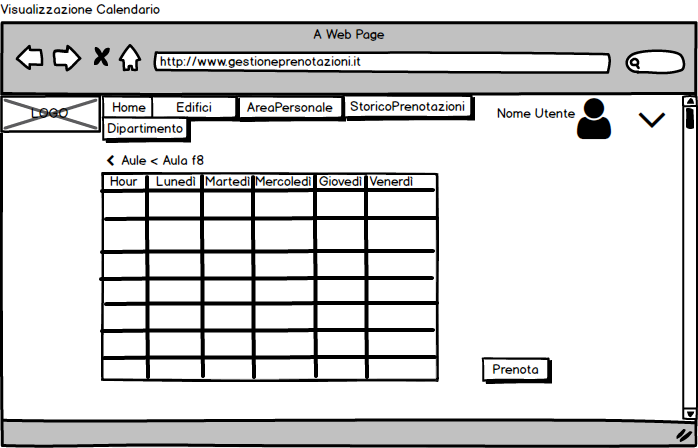 Visualizzazione Calendario
A Web Page
http://www.gestioneprenotazioni.it
LOGO
Home Edifici AreaPersonale StoricoPrenotazioni
Nome Utente
Dipartimento
< Aule < Aula f8
Hour Lunedì Martedì Mercoledì Giovedì Venerdì
Prenota